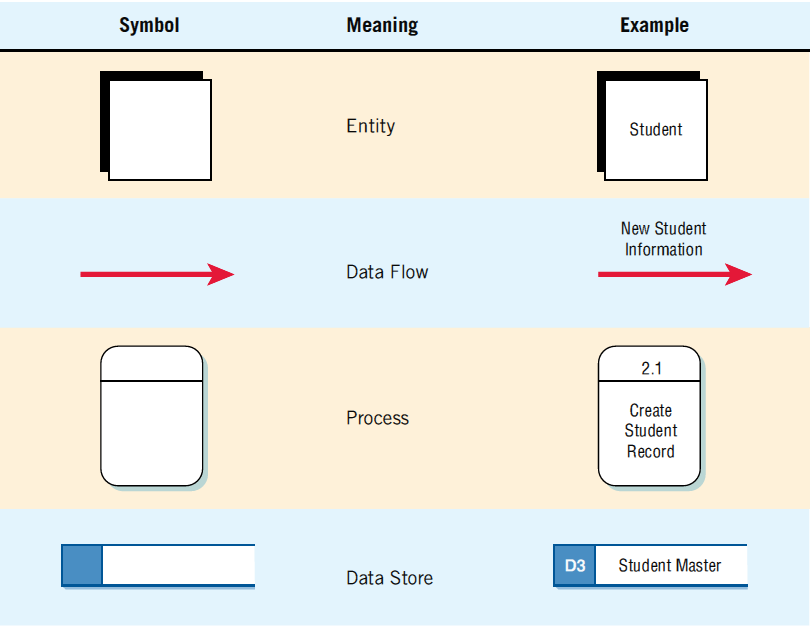 Symbol Meaning Example
Entity
Student
New Student
Information
Data Flow
2.1
Process
Create
Student
Record
Data Store
D3 Student Master